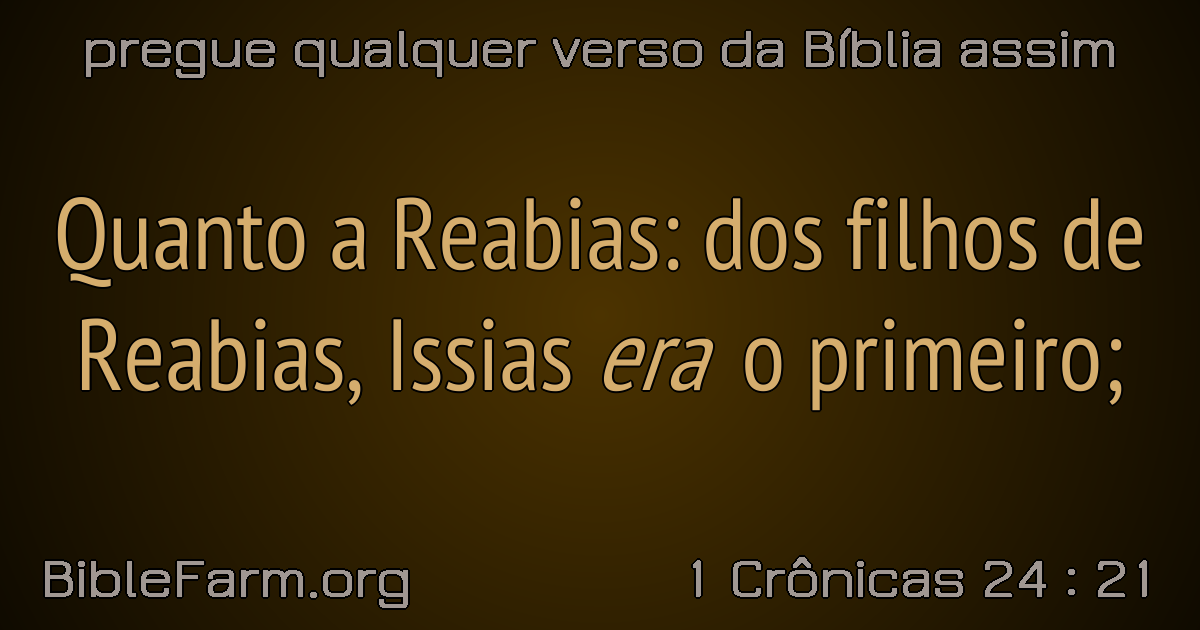 pregue qualquer verso da Bíblia assim
Quanto a Reabias: dos filhos de
Reabias, Issias era o primeiro;
BibleFarm.org
1 Crônicas 24 : 21